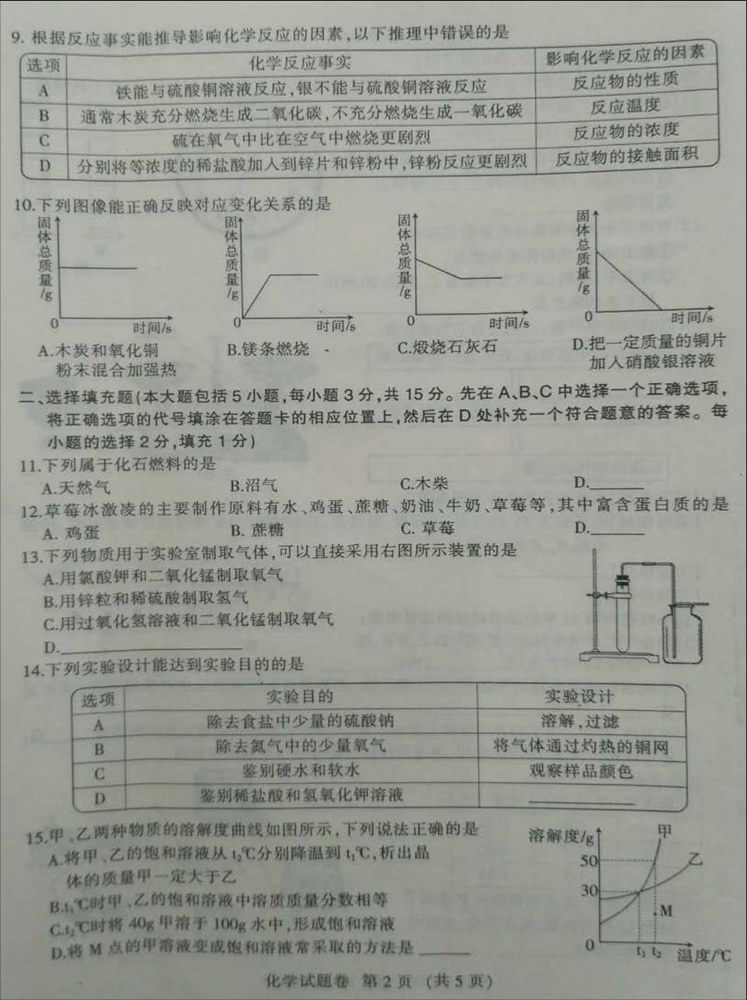 9. 根据反应事实能推导影响化学反应的因素,以下推理中错误的是
选项 化学反应事实 影响化学反应的因素
A 铁能与硫酸铜溶液反应,银不能与硫酸铜溶液反应 反应物的性质
B 通常木炭充分燃烧生成二氧化碳,不充分燃烧生成一氧化碳 反应温度
C 硫在氧气中比在空气中燃烧更剧烈 反应物的浓度
D 分别将等浓度的稀盐酸加入到锌片和锌粉中,锌粉反应更剧烈 反应物的接触面积
10.下列图像能正确反映对应变化关系的是
固体总质量/g 0 时间/s
固体总质量/g 0 时间/s
固体总质量/g 0 时间/s
固体总质量/g 0 时间/s
A.木炭和氧化铜 B.镁条燃烧 C.煅烧石灰石 D.把一定质量的铜片
粉末混合加强热 加入硝酸银溶液
二、选择填充题(本大题包括5小题,每小题3分,共15分。先在A、B、C中选择一个正确选项,
将正确选项的代号填涂在答题卡的相应位置上,然后在D处补充一个符合题意的答案。每
小题的选择2分,填充1分)
11.下列属于化石燃料的是
A.天然气 B.沼气 C.木柴 D.______
12.草莓冰激凌的主要制作原料有水、鸡蛋、蔗糖、奶油、牛奶、草莓等,其中富含蛋白质的是
A. 鸡蛋 B. 蔗糖 C. 草莓 D.______
13.下列物质用于实验室制取气体,可以直接采用右图所示装置的是
A.用氯酸钾和二氧化锰制取氧气
B.用锌粒和稀硫酸制取氢气
C.用过氧化氢溶液和二氧化锰制取氧气
D.____________________
14.下列实验设计能达到实验目的的是
选项 实验目的 实验设计
A 除去食盐中少量的硫酸钠 溶解,过滤
B 除去氮气中的少量氧气 将气体通过灼热的铜网
C 鉴别硬水和软水 观察样品颜色
D 鉴别稀盐酸和氢氧化钾溶液 ____________
15.甲、乙两种物质的溶解度曲线如图所示,下列说法正确的是
A.将甲、乙的饱和溶液从t₂℃分别降温到t₁℃,析出晶
体的质量甲一定大于乙
B.t₁℃时甲、乙的饱和溶液中溶质质量分数相等
C.t₂℃时将40g甲溶于100g水中,形成饱和溶液
D.将M点的甲溶液变成饱和溶液常采取的方法是______
溶解度/g 甲
50 乙
30
M
0 t₁ t₂ 温度/℃
化学试题卷 第2页 (共5页)